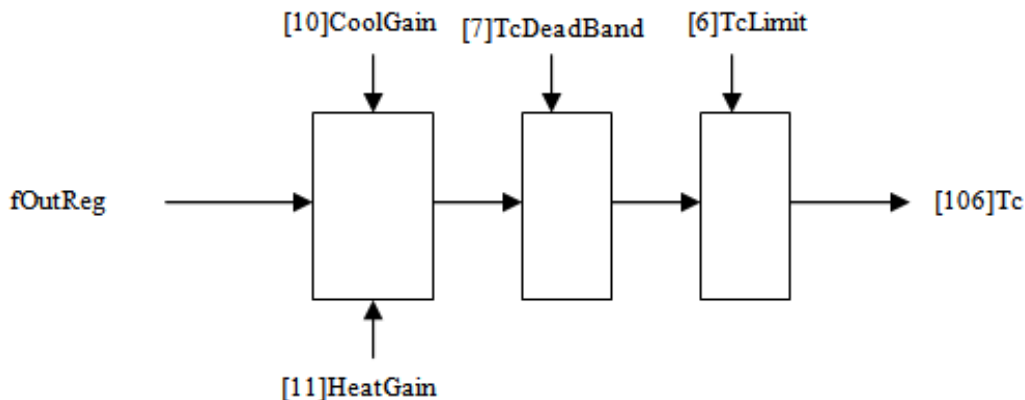 [10]CoolGain
[7]TcDeadBand
[6]TcLimit
fOutReg
[106]Tc
[11]HeatGain